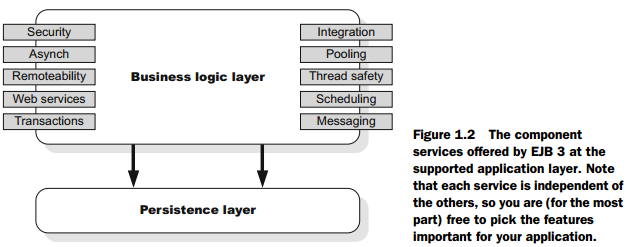 Security
Asynch
Remoteability
Web services
Transactions
Business logic layer
Integration
Pooling
Thread safety
Scheduling
Messaging
Persistence layer
Figure 1.2 The component
services offered by EJB 3 at the
supported application layer. Note
that each service is independent of
the others, so you are (for the most
part) free to pick the features
important for your application.